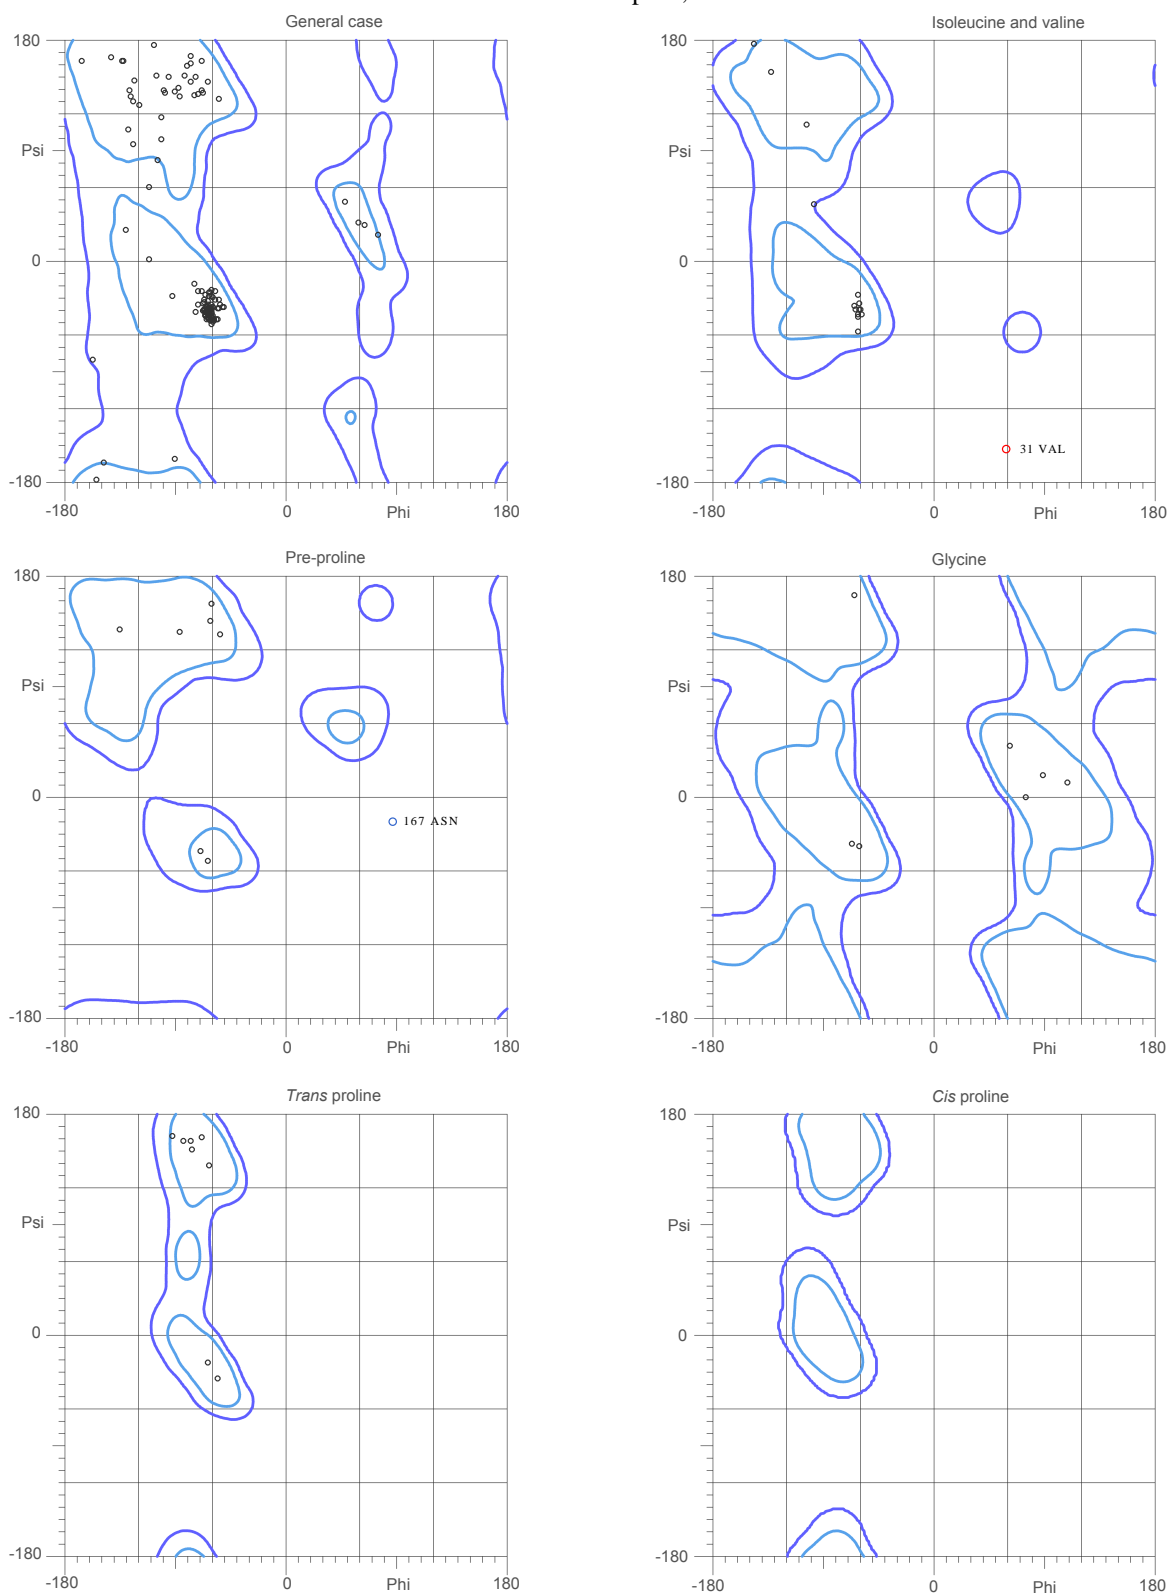 General case
Isoleucine and valine
180
Psi
0
-180
-180
0
Phi
180
180
Psi
0
-180
31 VAL
-180
0
Phi
180
Pre-proline
Glycine
180
Psi
0
167 ASN
-180
-180
0
Phi
180
180
Psi
0
-180
-180
0
Phi
180
Trans proline
Cis proline
180
Psi
0
-180
-180
0
Phi
180
180
Psi
0
-180
-180
0
Phi
180